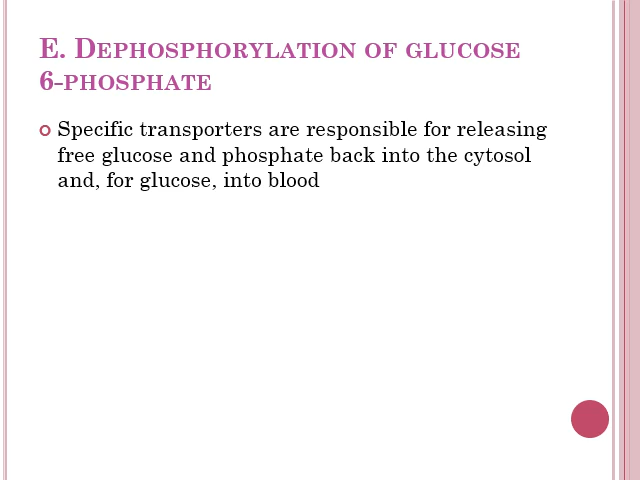 E. Dephosphorylation of glucose
6-phosphate
Specific transporters are responsible for releasing
free glucose and phosphate back into the cytosol
and, for glucose, into blood